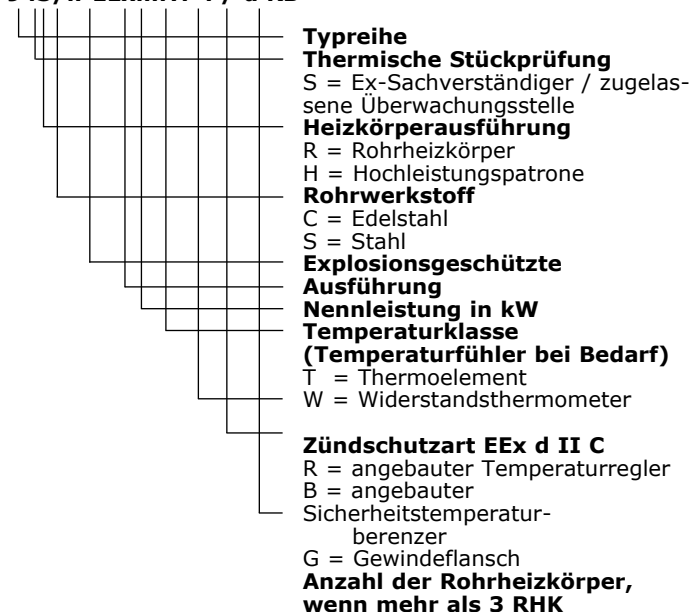 Typreihe
Thermische Stückprüfung
S = Ex-Sachverständiger / zugelas-
sene Überwachungsstelle
Heizkörperausführung
R = Rohrheizkörper
H = Hochleistungspatrone
Rohrwerkstoff
C = Edelstahl
S = Stahl
Explosionsgeschützte
Ausführung
Nennleistung in kW
Temperaturklasse
(Temperaturfühler bei Bedarf)
T = Thermoelement
W = Widerstandsthermometer
Zündschutzart EEx d II C
R = angebauter Temperaturregler
B = angebauter
Sicherheitstemperatur-
berenzer
G = Gewindeflansch
Anzahl der Rohrheizkörper,
wenn mehr als 3 RHK